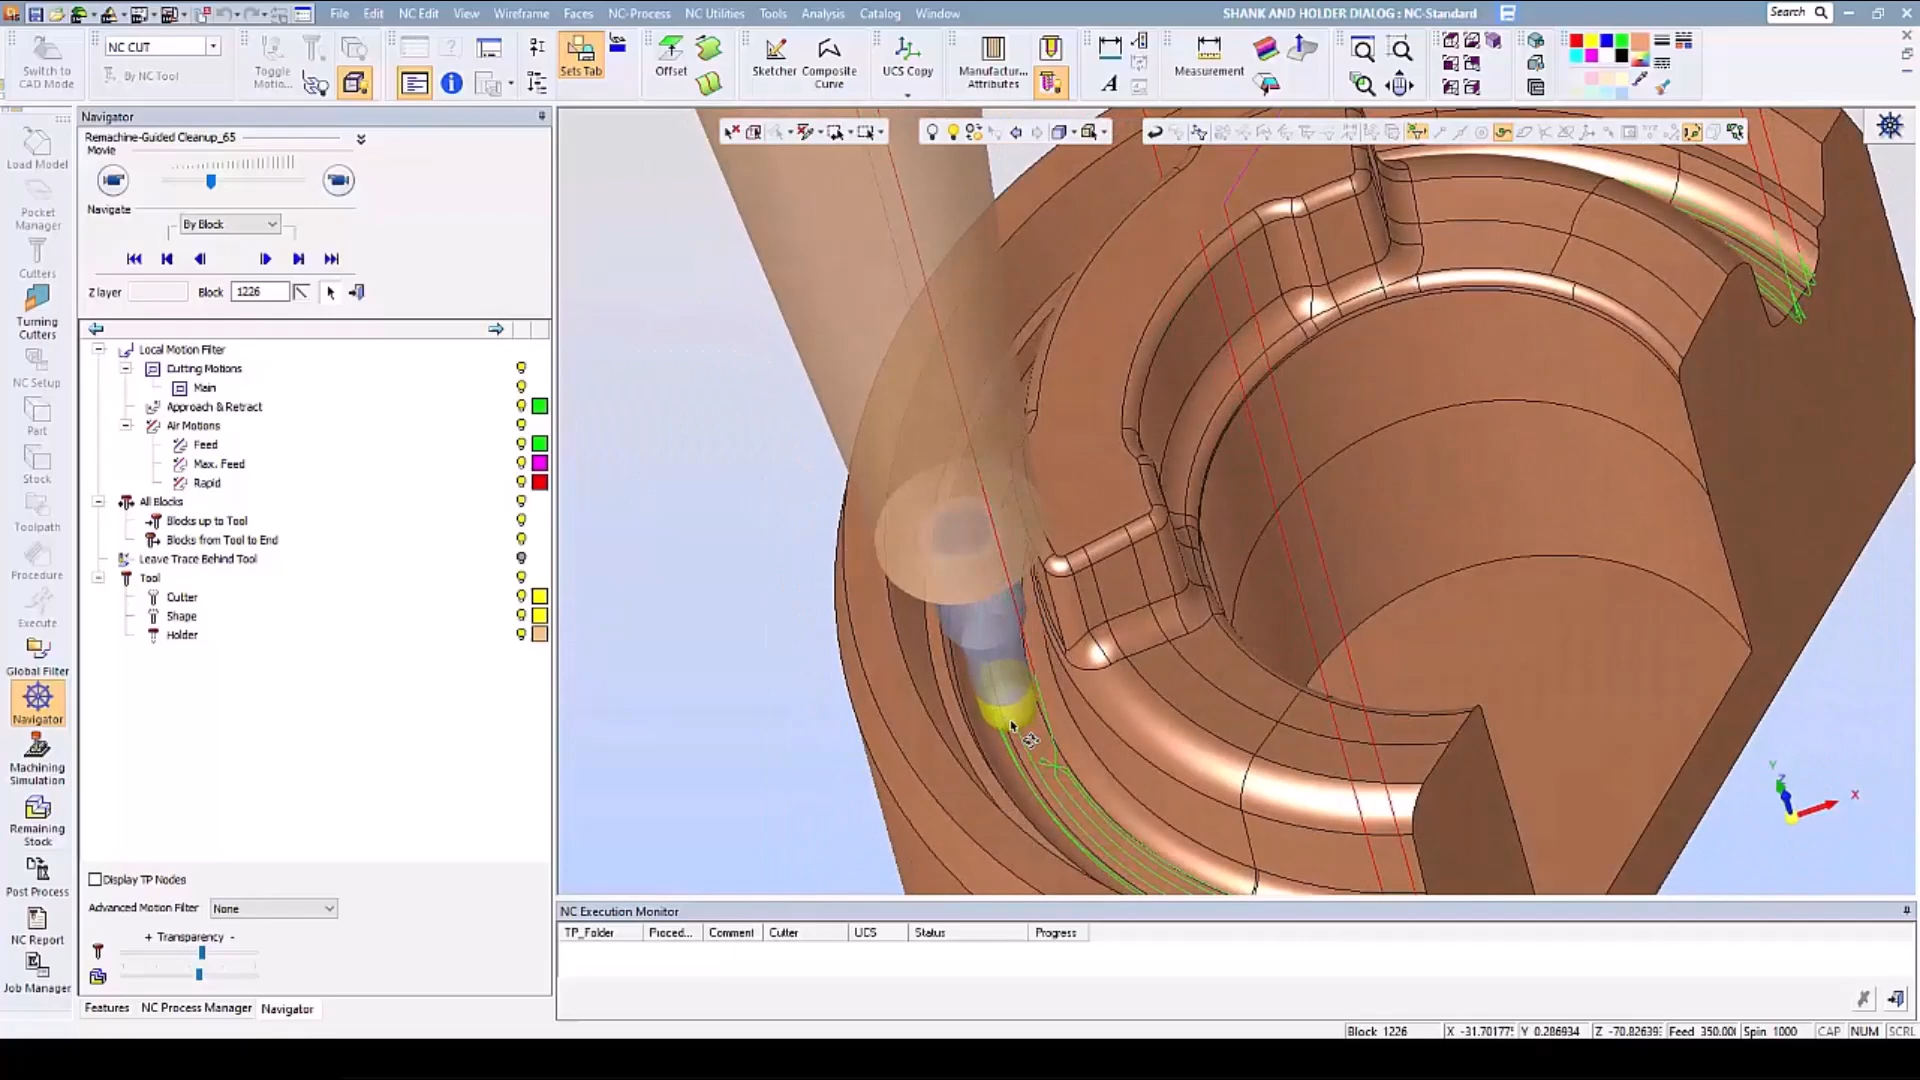 File Edit NC Edit View Wireframe Faces NC-Process NC Utilities Tools Analysis Catalog Window
SHANK AND HOLDER DIALOG : NC-Standard
Search
Switch to
CAD Mode
NC CUT
By NC Tool
Toggle
Motio...
Sets Tab
Offset
Sketcher
Composite
Curve
UCS Copy
Manufactur...
Attributes
A
Measurement
Load Model
Pocket
Manager
Cutters
Turning
Cutters
NC Setup
Part
Stock
Toolpath
Procedure
Execute
Global Filter
Navigator
Machining
Simulation
Remaining
Stock
Post Process
NC Report
Job Manager
Navigator
Remachine-Guided Cleanup_65
Movie
Navigate
By Block
Z layer
Block 1226
Local Motion Filter
Cutting Motions
Main
Approach & Retract
Air Motions
Feed
Max. Feed
Rapid
All Blocks
Blocks up to Tool
Blocks from Tool to End
Leave Trace Behind Tool
Tool
Cutter
Shape
Holder
Display TP Nodes
Advanced Motion Filter None
+ Transparency -
Features NC Process Manager Navigator
Y
Z
X
NC Execution Monitor
TP_Folder Proced... Comment Cutter UCS Status Progress
Block 1226 X -31.70177 Y 0.286934 Z -70.82639 Feed 350.00 Spin 1000 CAP NUM SCRL